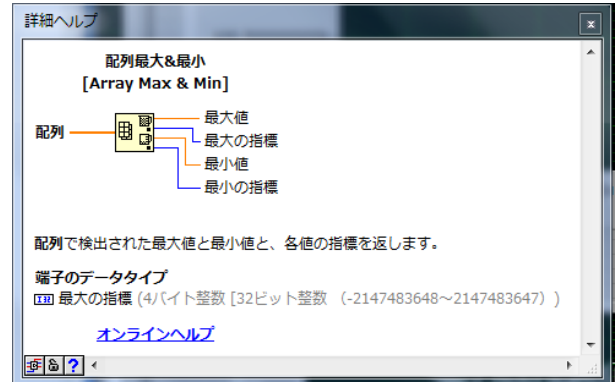 詳細ヘルプ
配列最大&最小
[Array Max & Min]
配列
最大値
最大の指標
最小値
最小の指標
配列で検出された最大値と最小値と、各値の指標を返します。
端子のデータタイプ
I32 最大の指標 (4バイト整数 [32ビット整数 （-2147483648～2147483647）)
オンラインヘルプ
?